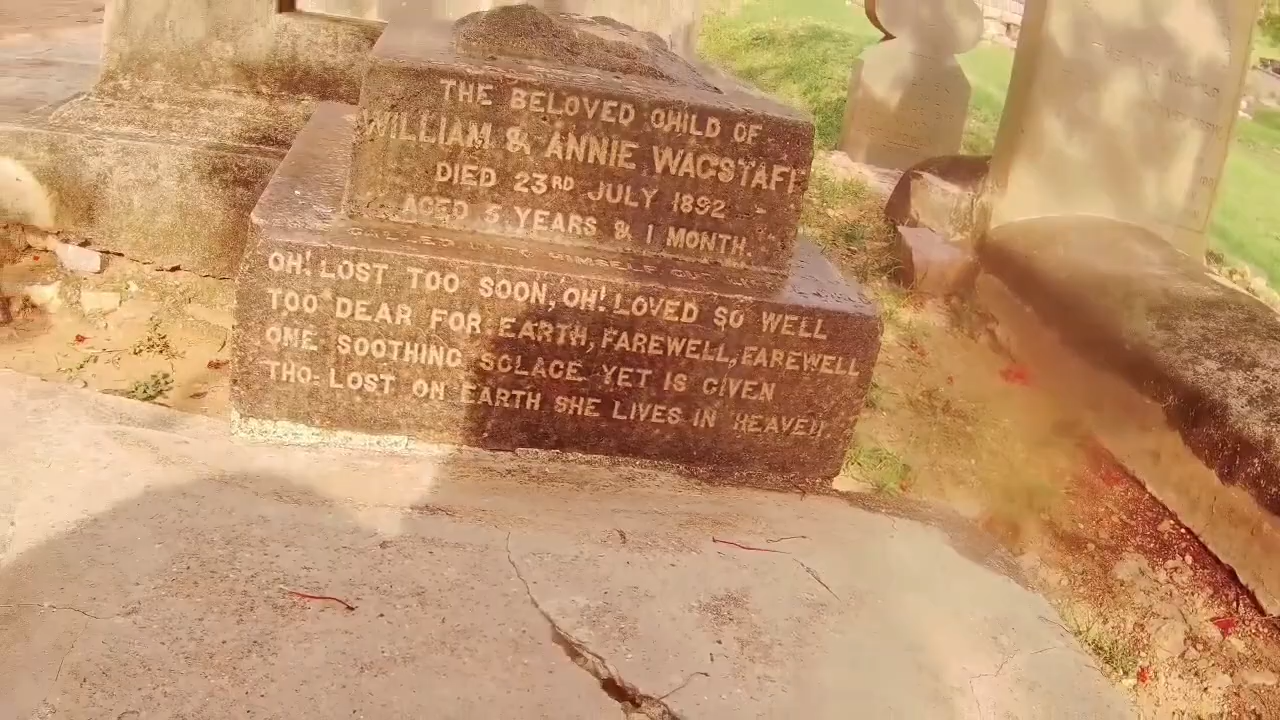 THE BELOVED CHILD OF
WILLIAM & ANNIE WAGSTAFF
DIED 23RD JULY 1892
AGED 5 YEARS & 1 MONTH.
HIMSELF
OH! LOST TOO SOON, OH! LOVED SO WELL
TOO DEAR FOR EARTH, FAREWELL, FAREWELL
ONE SOOTHING SOLACE YET IS GIVEN
THO: LOST ON EARTH SHE LIVES IN HEAVEN